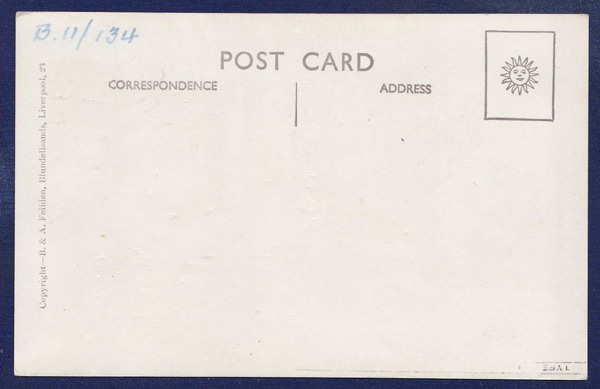 B.11/134
POST CARD
CORRESPONDENCE
ADDRESS
Copyright—B. & A. Feilden, Blundellsands, Liverpool, 23